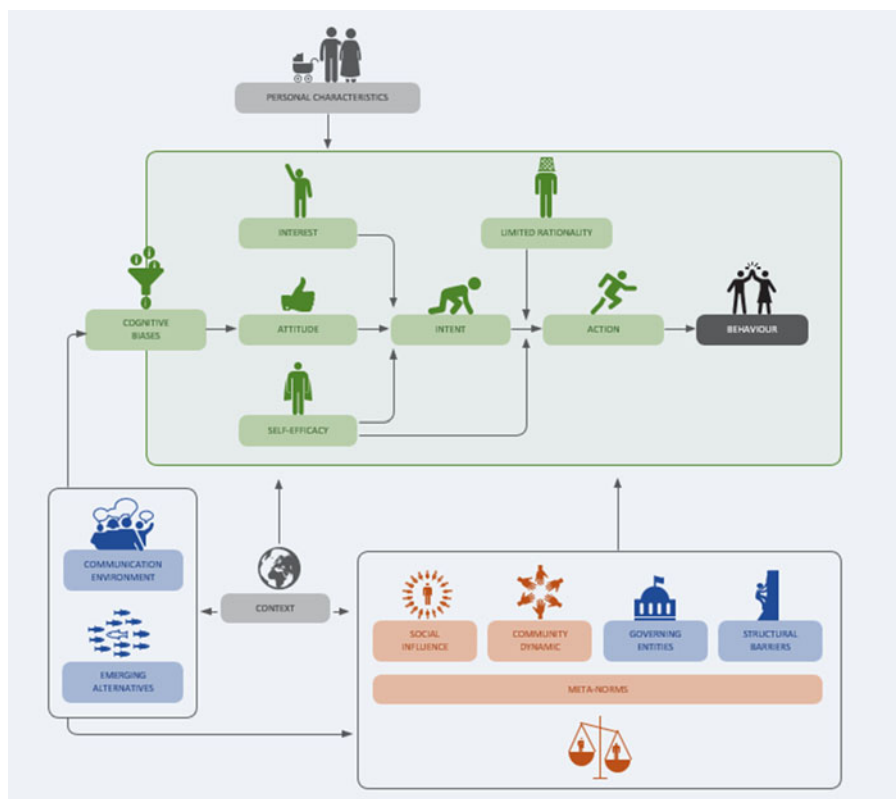 PERSONAL CHARACTERISTICS
INTEREST
LIMITED RATIONALITY
COGNITIVE
BIASES
ATTITUDE
INTENT
ACTION
BEHAVIOUR
SELF-EFFICACY
COMMUNICATION
ENVIRONMENT
EMERGING
ALTERNATIVES
CONTEXT
SOCIAL
INFLUENCE
COMMUNITY
DYNAMIC
GOVERNING
ENTITIES
STRUCTURAL
BARRIERS
META-NORMS